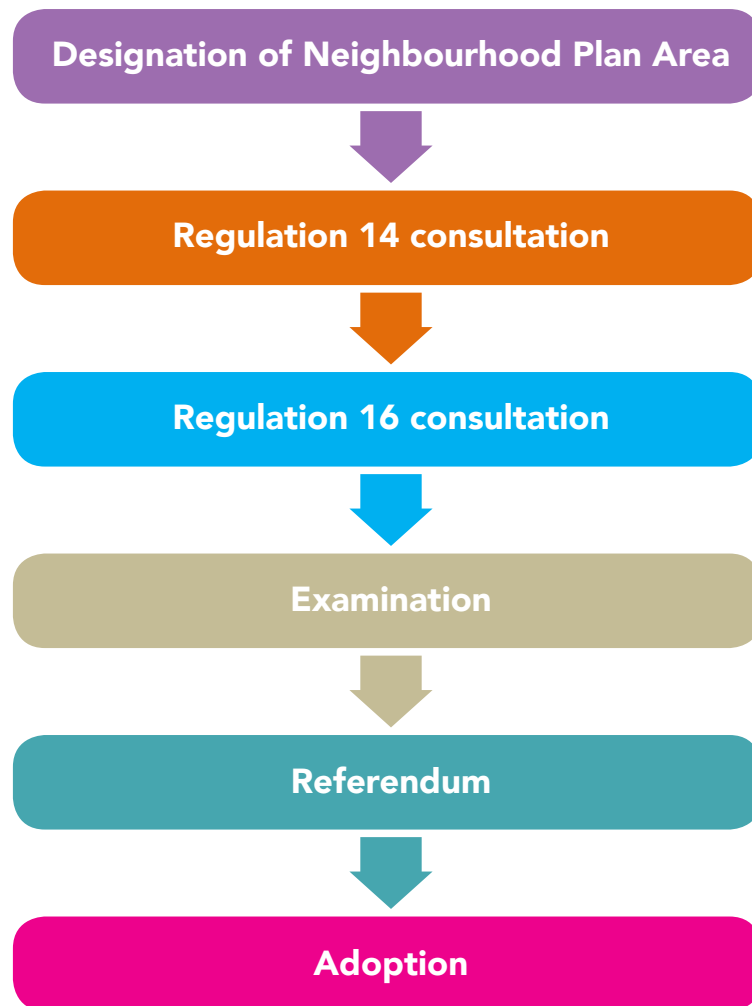 Designation of Neighbourhood Plan Area
Regulation 14 consultation
Regulation 16 consultation
Examination
Referendum
Adoption